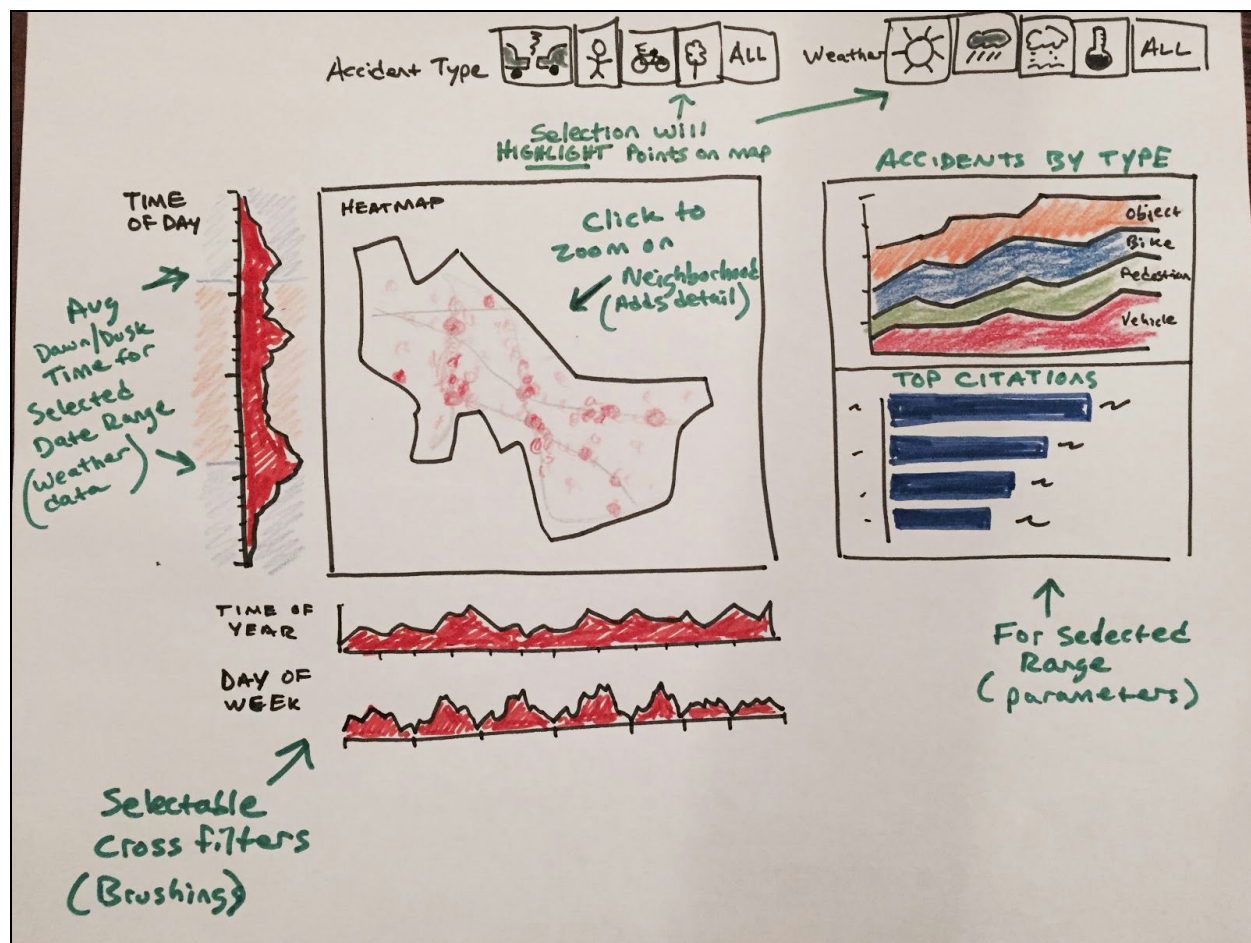 Accident Type
ALL
Weather
ALL
Selection will
HIGHLIGHT Points on map
ACCIDENTS BY TYPE
TIME
OF DAY
HEATMAP
Click to
Zoom on
Neighborhood
(Adds detail)
Object
Bike
Pedestrian
Vehicle
Avg
Dawn/Dusk
Time for
Selected
Date Range
(Weather
data)
TOP CITATIONS
TIME OF
YEAR
DAY OF
WEEK
For Selected
Range
(parameters)
Selectable
Cross filters
(Brushing)